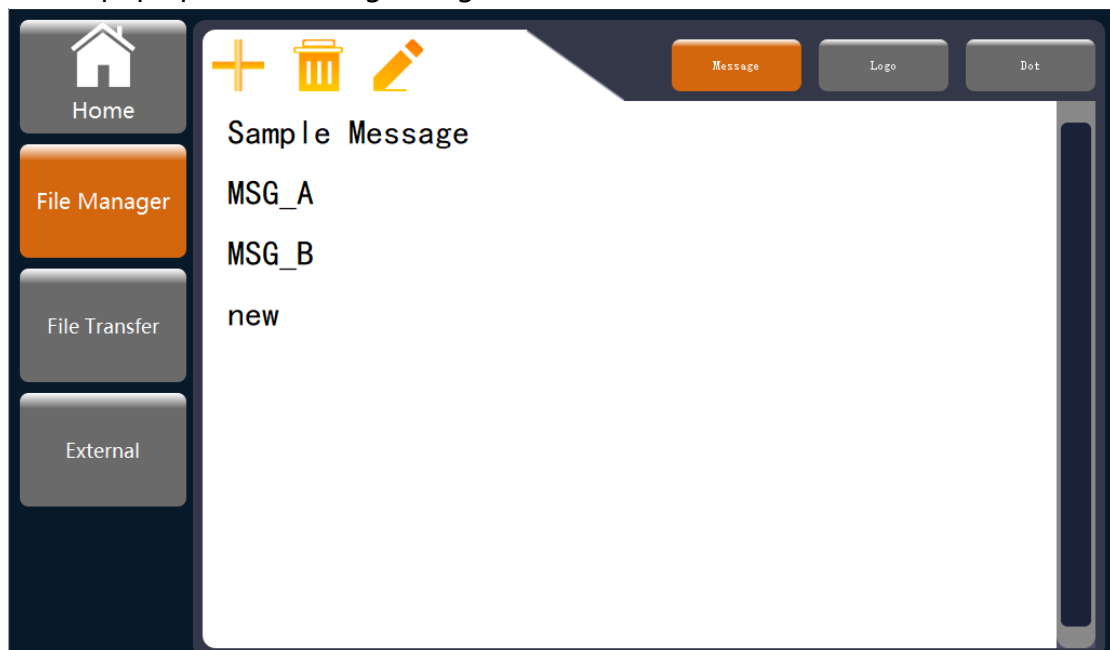 Home
File Manager
File Transfer
External
Message
Logo
Dot
Sample Message
MSG_A
MSG_B
new